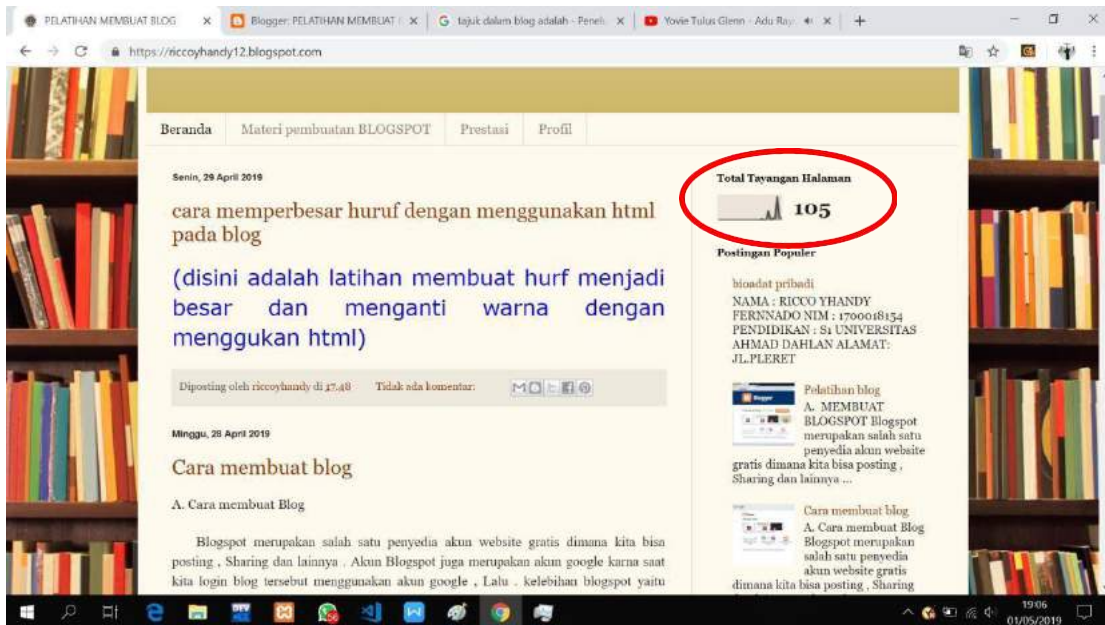 PELATIHAN MEMBUAT BLOG
Blogger: PELATIHAN MEMBUAT
tajuk dalam blog adalah - Penel
Yovie Tulus Glenn - Adu Ray
https://riccoyhandy12.blogspot.com
Beranda
Materi pembuatan BLOGSPOT
Prestasi
Profil
Senin, 29 April 2019
cara memperbesar huruf dengan menggunakan html
pada blog
(disini adalah latihan membuat hurf menjadi
besar dan menganti warna dengan
menggukan html)
Diposting oleh riccoyhandy di 17.48
Tidak ada komentar:
Minggu, 28 April 2019
Cara membuat blog
A. Cara membuat Blog
Blogspot merupakan salah satu penyedia akun website gratis dimana kita bisa
posting , Sharing dan lainnya . Akun Blogspot juga merupakan akun google karna saat
kita login blog tersebut menggunakan akun google , Lalu . kelebihan blogspot yaitu
Total Tayangan Halaman
105
Postingan Populer
bioadat pribadi
NAMA : RICCO YHANDY
FERNNADO NIM : 1700018154
PENDIDIKAN : S1 UNIVERSITAS
AHMAD DAHLAN ALAMAT:
JL.PLERET
Pelatihan blog
A. MEMBUAT
BLOGSPOT Blogspot
merupakan salah satu
penyedia akun website
gratis dimana kita bisa posting ,
Sharing dan lainnya ...
Cara membuat blog
A. Cara membuat Blog
Blogspot merupakan
salah satu penyedia
akun website gratis
dimana kita bisa posting , Sharing
19:06
01/05/2019